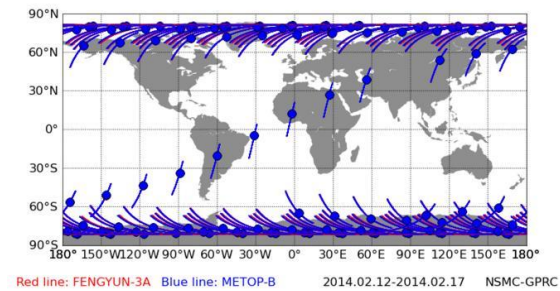 90°N
60°N
30°N
0°
30°S
60°S
90°S
180° 150°W 120°W 90°W 60°W 30°W 0° 30°E 60°E 90°E 120°E 150°E 180°
Red line: FENGYUN-3A Blue line: METOP-B 2014.02.12-2014.02.17 NSMC-GPRC